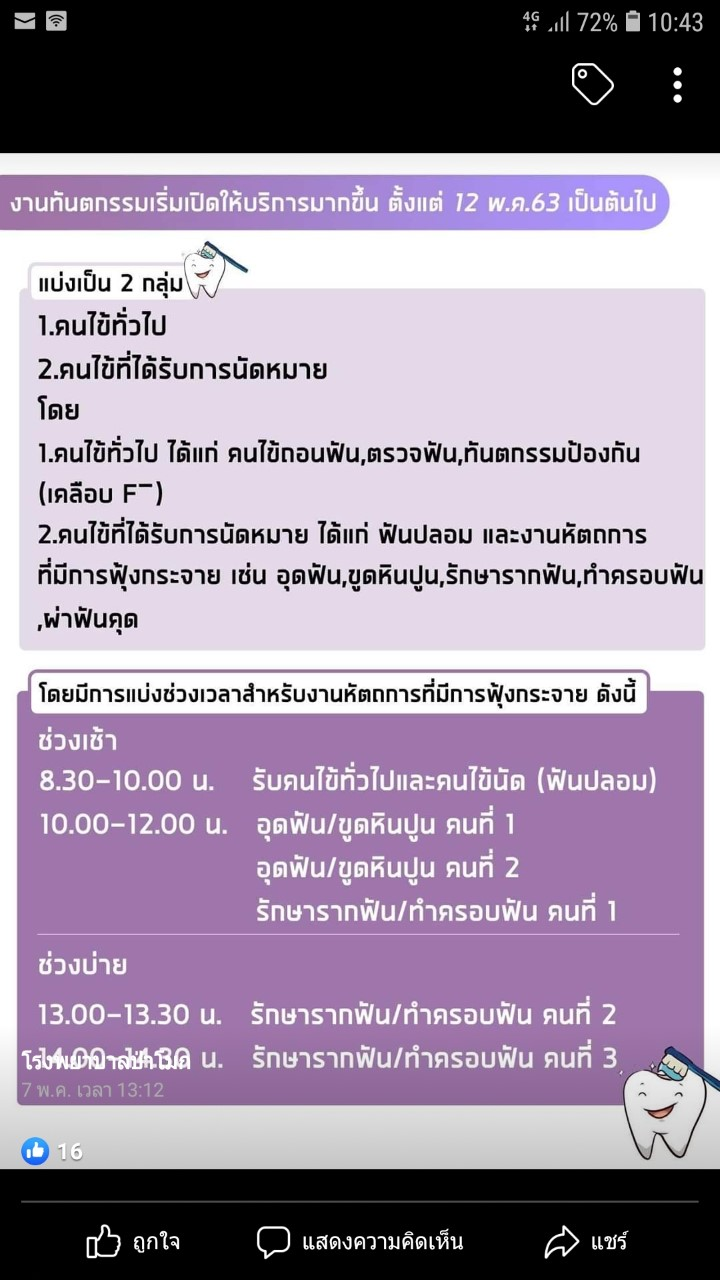 4G 72% 10:43
งานทันตกรรมเริ่มเปิดให้บริการมากขึ้น ตั้งแต่ 12 พ.ค.63 เป็นต้นไป
แบ่งเป็น 2 กลุ่ม
1.คนไข้ทั่วไป
2.คนไข้ที่ได้รับการนัดหมาย
โดย
1.คนไข้ทั่วไป ได้แก่ คนไข้ถอนฟัน,ตรวจฟัน,ทันตกรรมป้องกัน
(เคลือบ F⁻)
2.คนไข้ที่ได้รับการนัดหมาย ได้แก่ ฟันปลอม และงานหัตถการ
ที่มีการฟุ้งกระจาย เช่น อุดฟัน,ขูดหินปูน,รักษารากฟัน,ทำครอบฟัน
,ผ่าฟันคุด
โดยมีการแบ่งช่วงเวลาสำหรับงานหัตถการที่มีการฟุ้งกระจาย ดังนี้
ช่วงเช้า
8.30-10.00 น. รับคนไข้ทั่วไปและคนไข้นัด (ฟันปลอม)
10.00-12.00 น. อุดฟัน/ขูดหินปูน คนที่ 1
อุดฟัน/ขูดหินปูน คนที่ 2
รักษารากฟัน/ทำครอบฟัน คนที่ 1
ช่วงบ่าย
13.00-13.30 น. รักษารากฟัน/ทำครอบฟัน คนที่ 2
14.00-14.30 น. รักษารากฟัน/ทำครอบฟัน คนที่ 3
โรงพยาบาลป่าโมก
7 พ.ค. เวลา 13:12
16
ถูกใจ แสดงความคิดเห็น แชร์